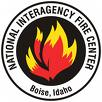 NATIONAL INTERAGENCY FIRE CENTER
Boise, Idaho